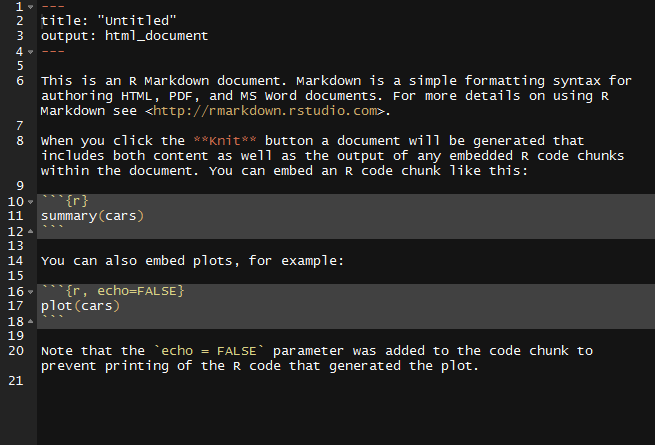 1 ---
2 title: "Untitled"
3 output: html_document
4 ---
5
6 This is an R Markdown document. Markdown is a simple formatting syntax for
authoring HTML, PDF, and MS Word documents. For more details on using R
Markdown see <http://rmarkdown.rstudio.com>.
7
8 When you click the **Knit** button a document will be generated that
includes both content as well as the output of any embedded R code chunks
within the document. You can embed an R code chunk like this:
9
10 ```{r}
11 summary(cars)
12 ```
13
14 You can also embed plots, for example:
15
16 ```{r, echo=FALSE}
17 plot(cars)
18 ```
19
20 Note that the `echo = FALSE` parameter was added to the code chunk to
prevent printing of the R code that generated the plot.
21